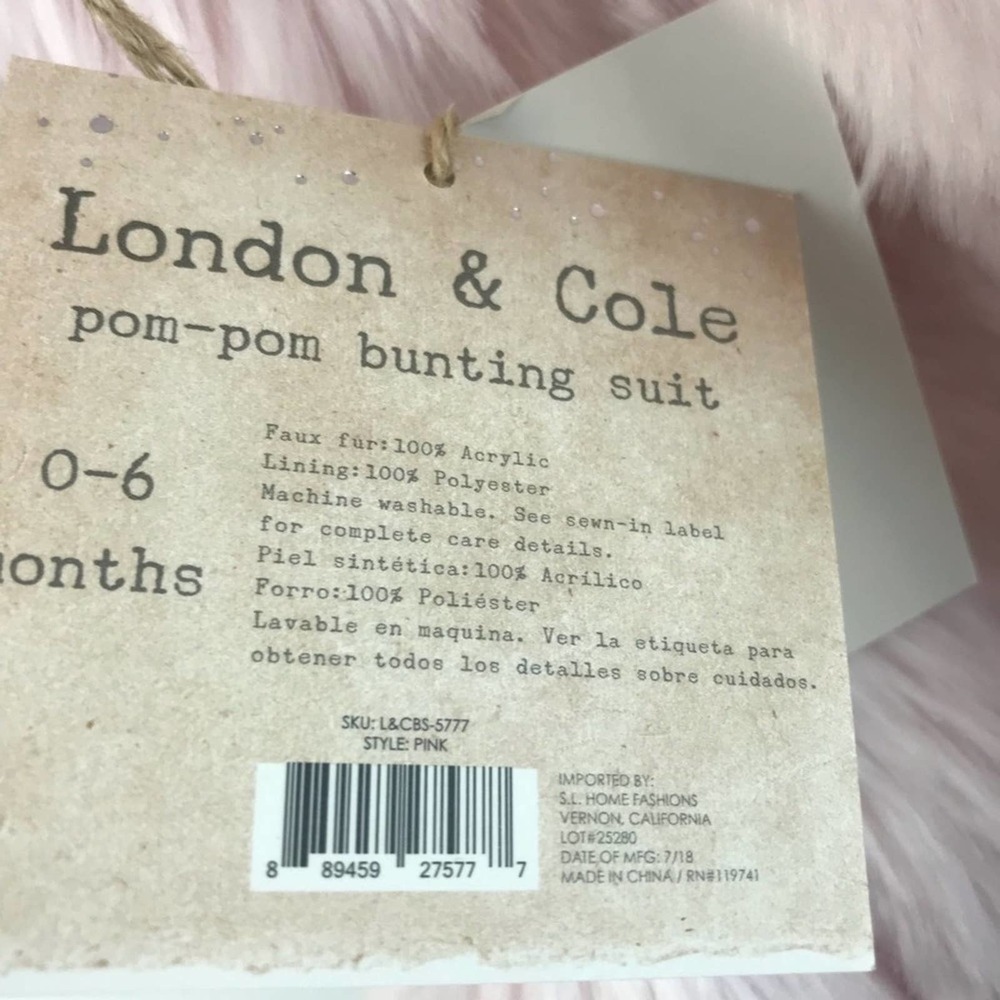 London & Cole
pom-pom bunting suit
0-6
months
Faux fur:100% Acrylic
Lining:100% Polyester
Machine washable. See sewn-in label
for complete care details.
Piel sintética:100% Acrílico
Forro:100% Poliéster
Lavable en maquina. Ver la etiqueta para
obtener todos los detalles sobre cuidados.
SKU: L&CBS-5777
STYLE: PINK
8 89459 27577 7
IMPORTED BY:
S.L. HOME FASHIONS
VERNON, CALIFORNIA
LOT#25280
DATE OF MFG: 7/18
MADE IN CHINA / RN#119741